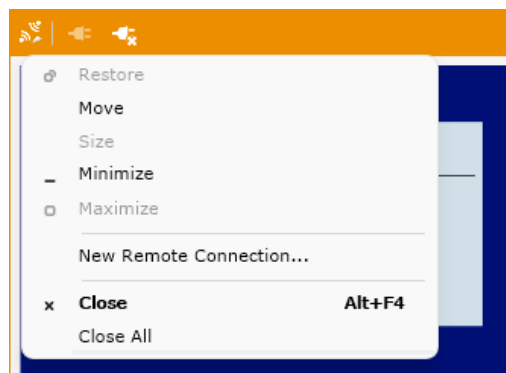 Restore
Move
Size
Minimize
Maximize
New Remote Connection...
Close Alt+F4
Close All